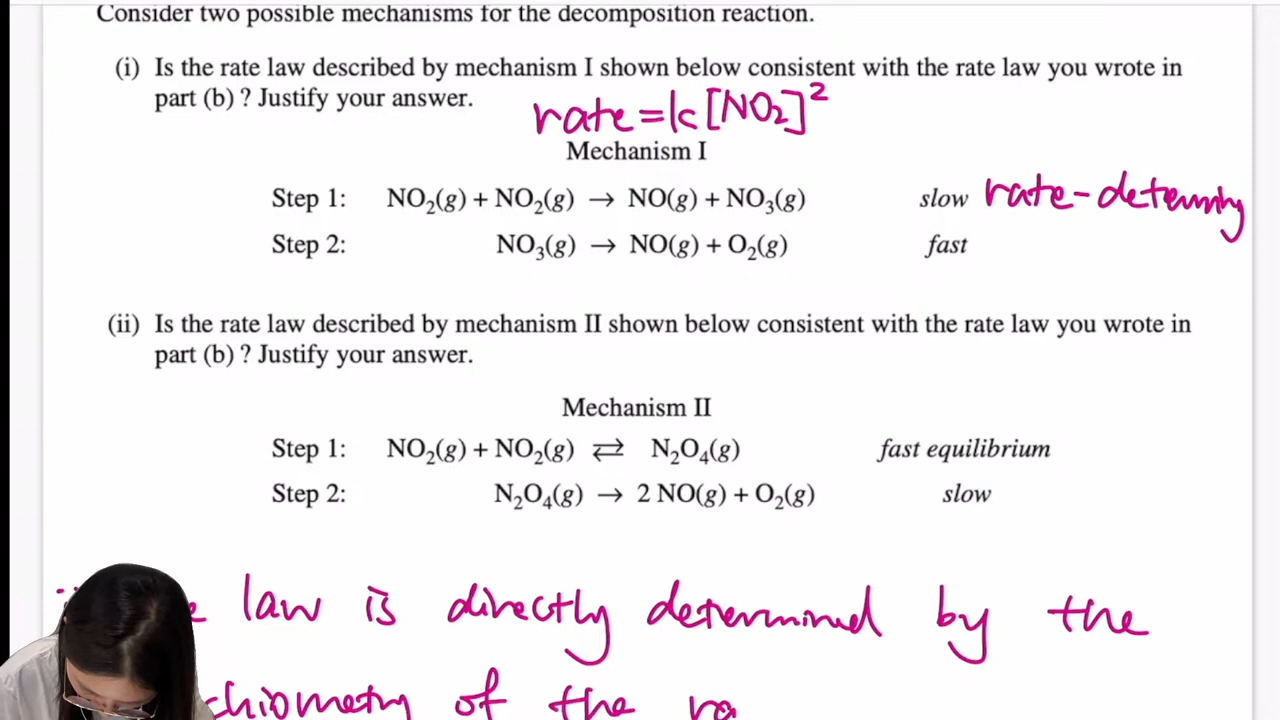 Consider two possible mechanisms for the decomposition reaction.
(i) Is the rate law described by mechanism I shown below consistent with the rate law you wrote in
part (b) ? Justify your answer.
rate = k[NO₂]²
Mechanism I
Step 1: NO₂(g) + NO₂(g) → NO(g) + NO₃(g) slow rate-determing
Step 2: NO₃(g) → NO(g) + O₂(g) fast
(ii) Is the rate law described by mechanism II shown below consistent with the rate law you wrote in
part (b) ? Justify your answer.
Mechanism II
Step 1: NO₂(g) + NO₂(g) ⇄ N₂O₄(g) fast equilibrium
Step 2: N₂O₄(g) → 2 NO(g) + O₂(g) slow
law is directly determined by the
chiometry of the ra